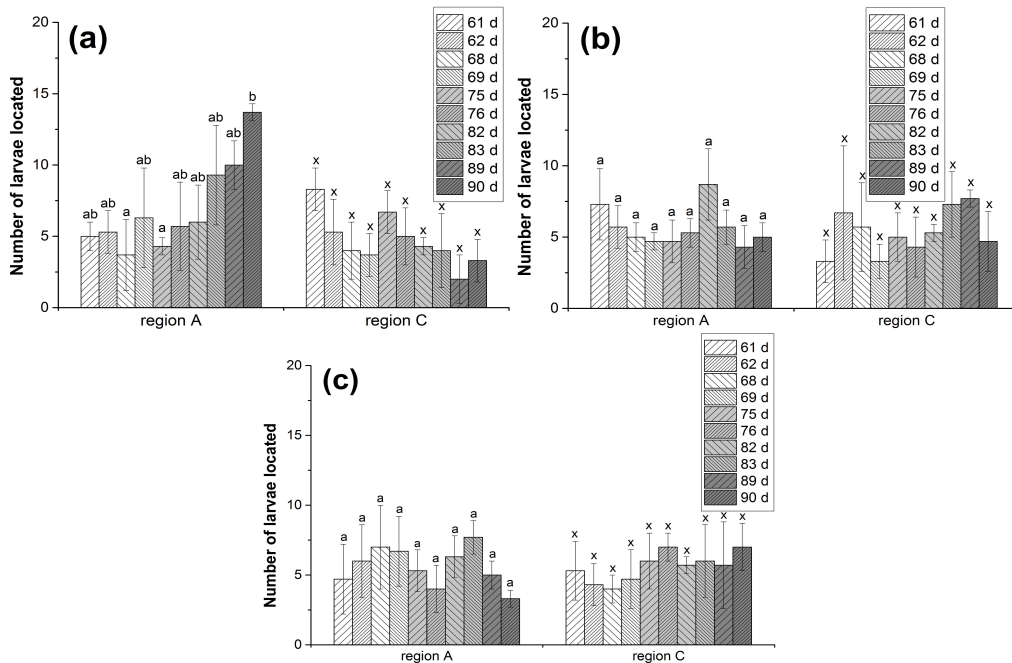 (a)
Number of larvae located
20
15
10
5
0
ab ab a ab a ab ab ab ab b
x x x x x x x x x x
region A region C
61 d
62 d
68 d
69 d
75 d
76 d
82 d
83 d
89 d
90 d
(b)
Number of larvae located
20
15
10
5
0
a a a a a a a a a a
x x x x x x x x x x
region A region C
61 d
62 d
68 d
69 d
75 d
76 d
82 d
83 d
89 d
90 d
(c)
Number of larvae located
20
15
10
5
0
a a a a a a a a a a
x x x x x x x x x x
region A region C
61 d
62 d
68 d
69 d
75 d
76 d
82 d
83 d
89 d
90 d